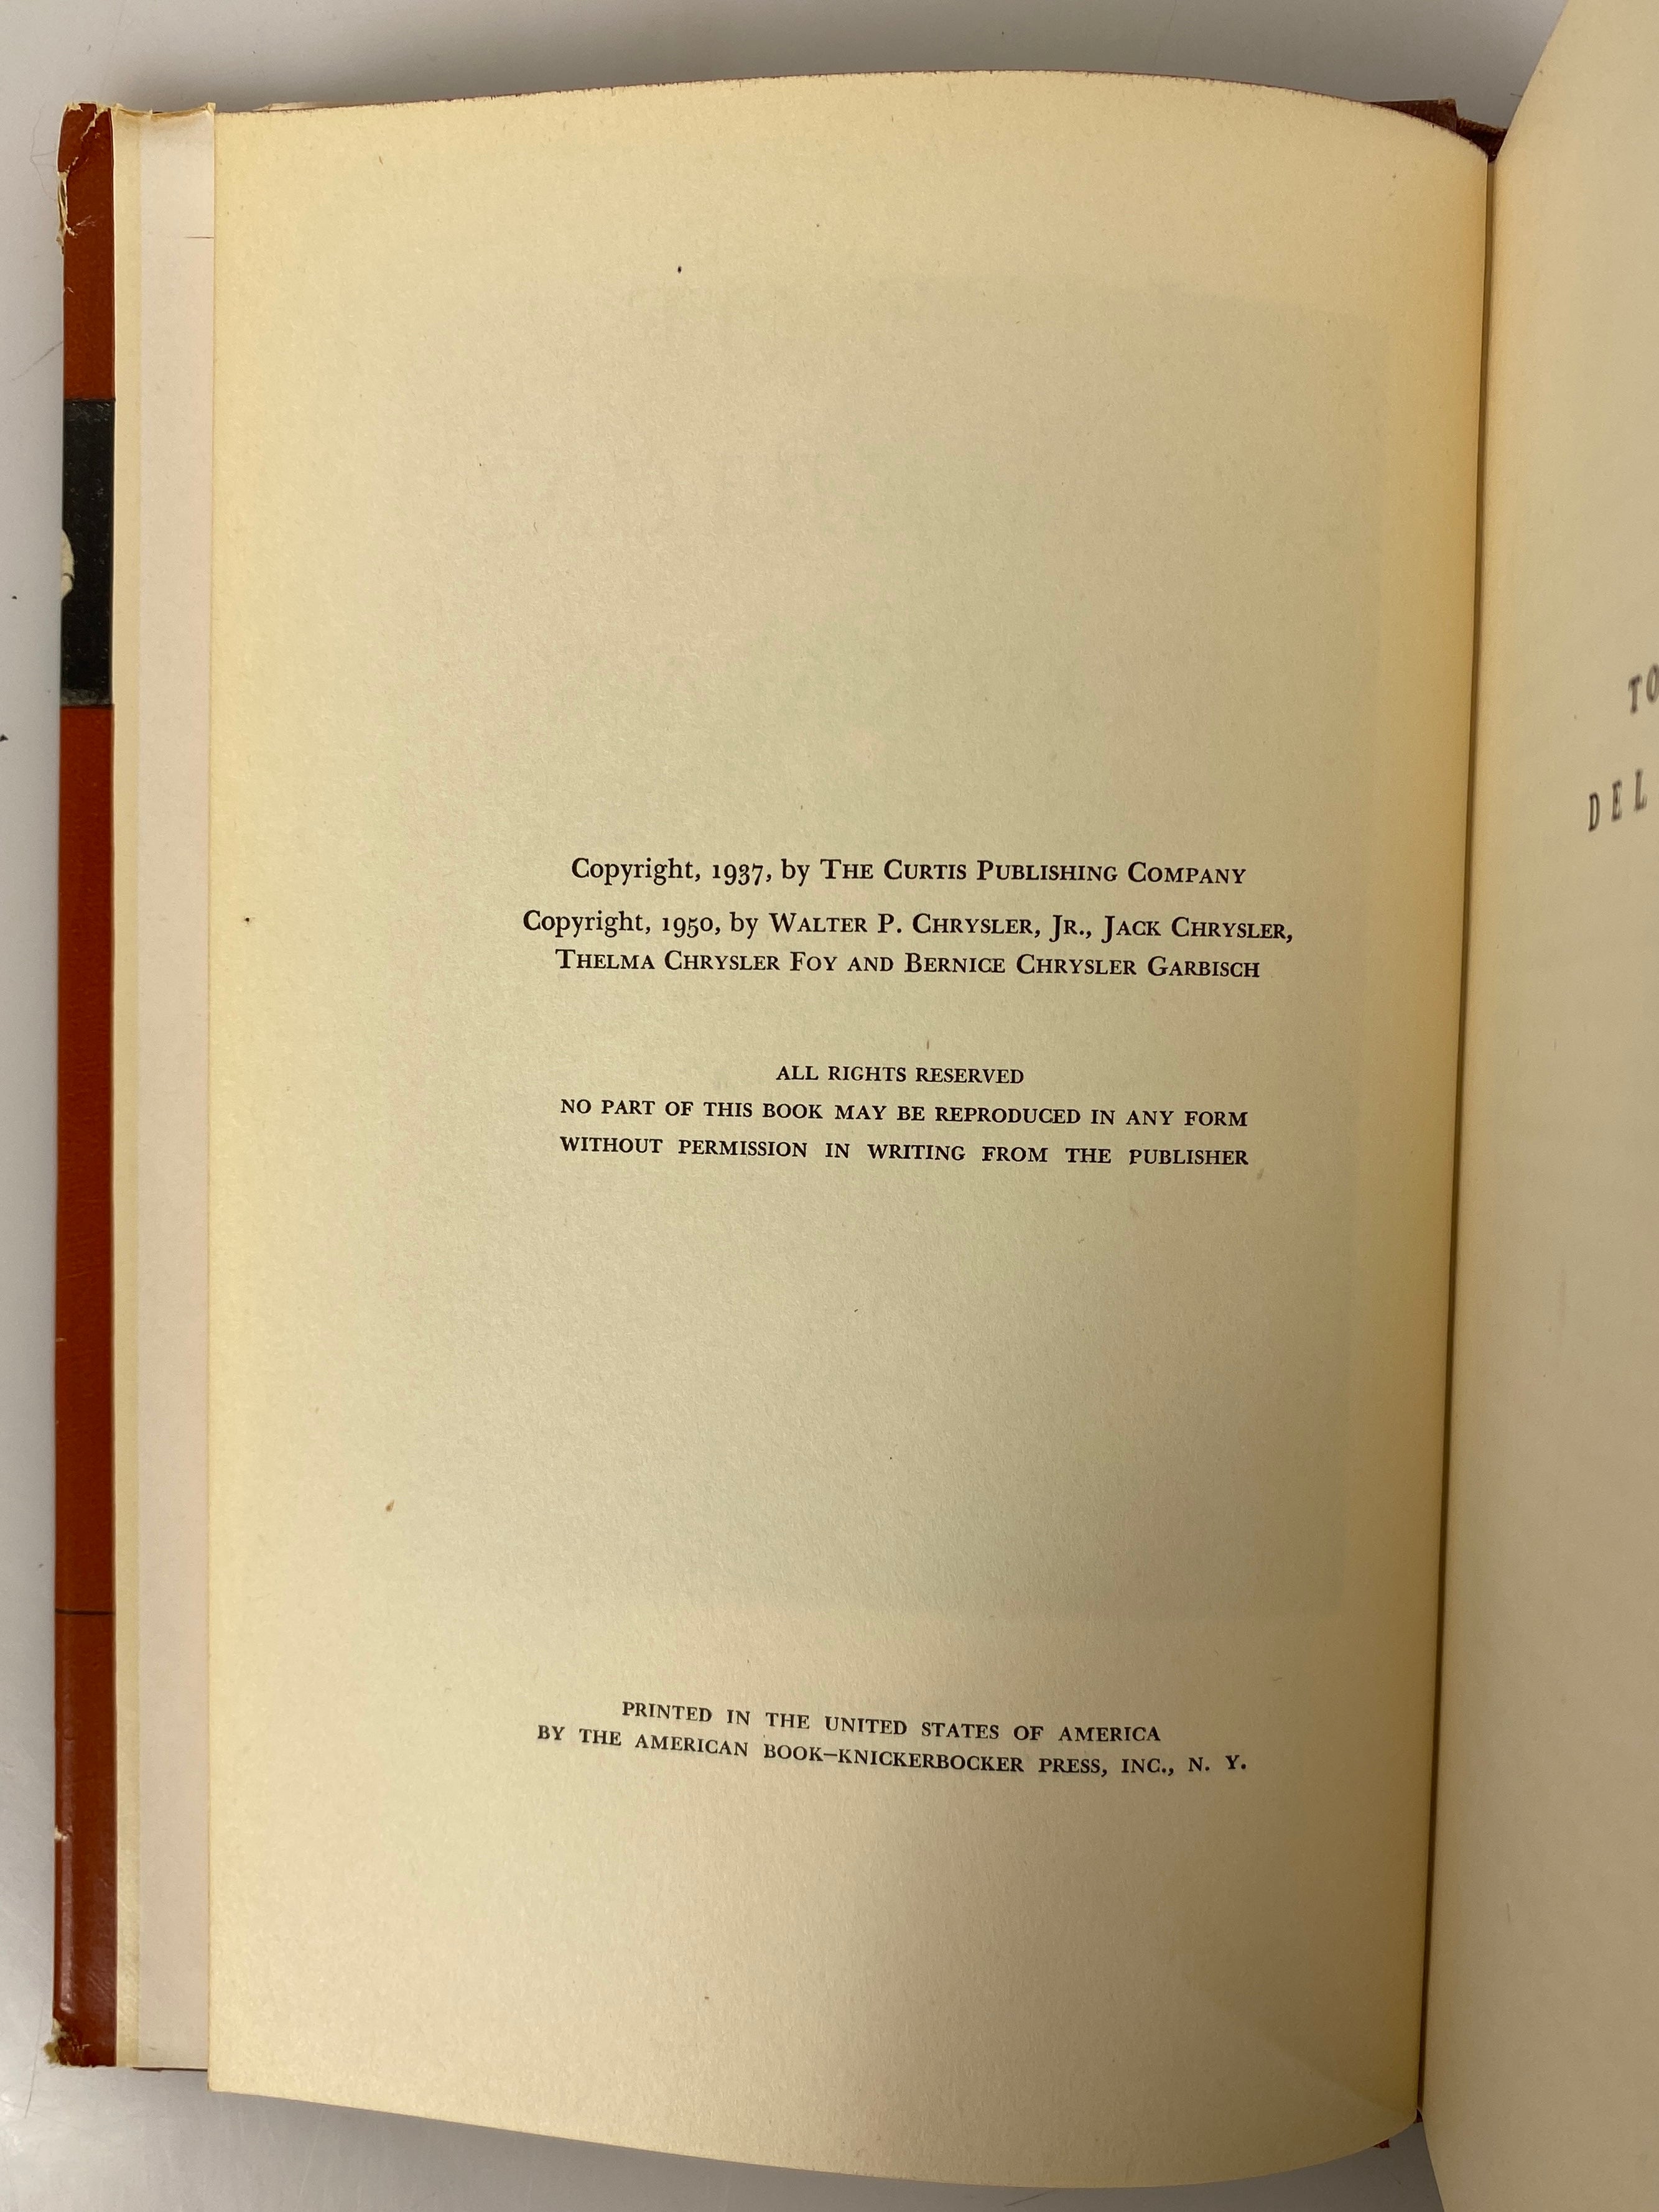 Copyright, 1937, by THE CURTIS PUBLISHING COMPANY
Copyright, 1950, by WALTER P. CHRYSLER, JR., JACK CHRYSLER,
THELMA CHRYSLER FOY AND BERNICE CHRYSLER GARBISCH
ALL RIGHTS RESERVED
NO PART OF THIS BOOK MAY BE REPRODUCED IN ANY FORM
WITHOUT PERMISSION IN WRITING FROM THE PUBLISHER
PRINTED IN THE UNITED STATES OF AMERICA
BY THE AMERICAN BOOK–KNICKERBOCKER PRESS, INC., N. Y.
TO
DEL